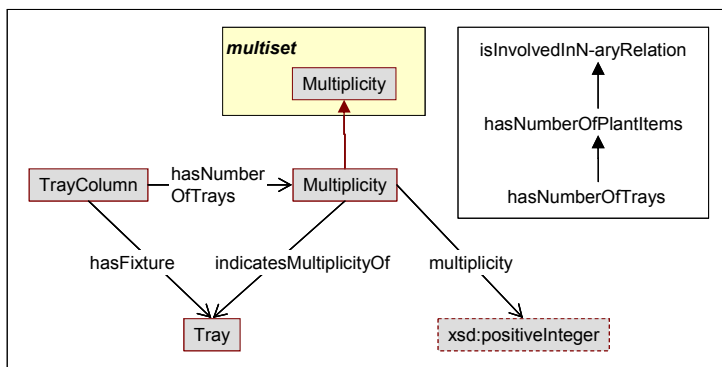 multiset
Multiplicity
isInvolvedInN-aryRelation
hasNumberOfPlantItems
hasNumberOfTrays
TrayColumn
hasNumber
OfTrays
Multiplicity
hasFixture
indicatesMultiplicityOf
multiplicity
Tray
xsd:positiveInteger